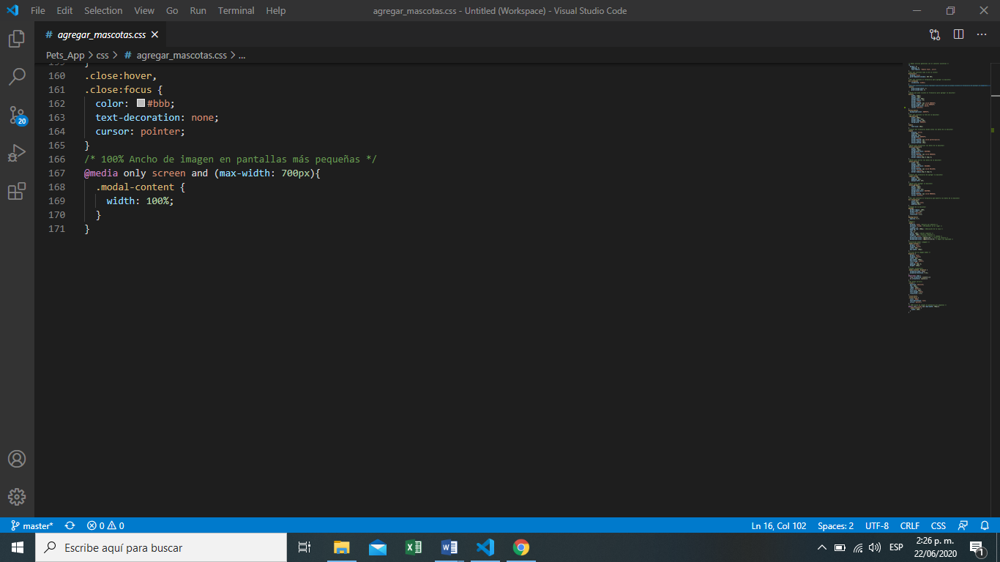 File Edit Selection View Go Run Terminal Help
agregar_mascotas.css - Untitled (Workspace) - Visual Studio Code
# agregar_mascotas.css
Pets_App > css > # agregar_mascotas.css > ...
160 .close:hover,
161 .close:focus {
162 color: #bbb;
163 text-decoration: none;
164 cursor: pointer;
165 }
166 /* 100% Ancho de imagen en pantallas más pequeñas */
167 @media only screen and (max-width: 700px){
168 .modal-content {
169 width: 100%;
170 }
171 }
20
master* 0 0
Ln 16, Col 102 Spaces: 2 UTF-8 CRLF CSS
Escribe aquí para buscar
ESP
2:26 p. m.
22/06/2020
1